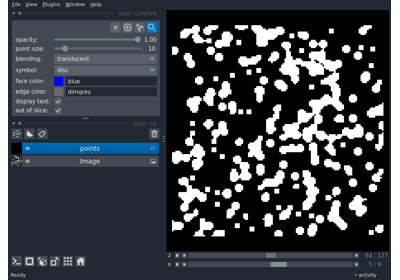 File View Plugins Window Help
layer controls
opacity: 1.00
point size: 10
blending: translucent
symbol: disc
face color: blue
edge color: dimgrey
display text:
out of slice:
layer list
points
Image
2 64 127
0 5 9
Ready activity